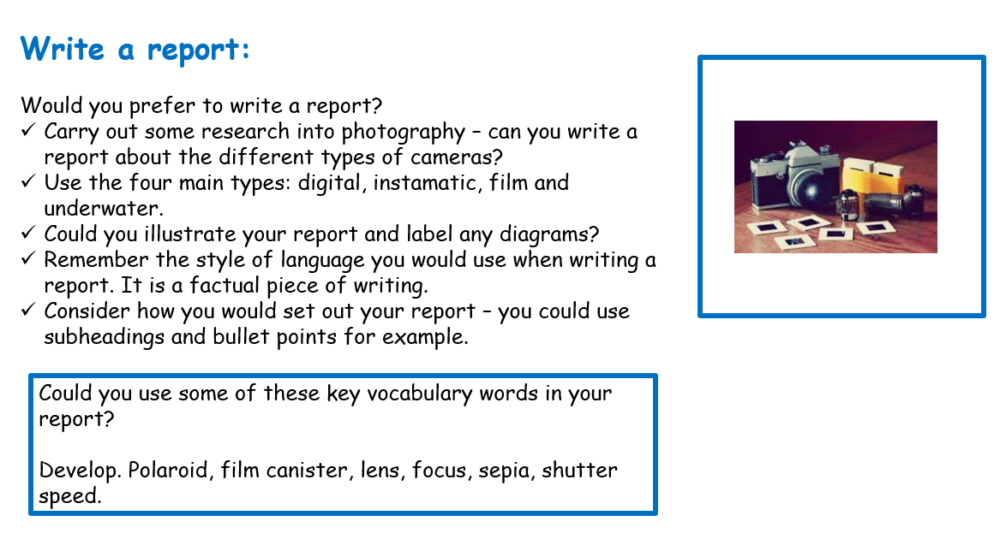 Write a report:
Would you prefer to write a report?
✓ Carry out some research into photography – can you write a
report about the different types of cameras?
✓ Use the four main types: digital, instamatic, film and
underwater.
✓ Could you illustrate your report and label any diagrams?
✓ Remember the style of language you would use when writing a
report. It is a factual piece of writing.
✓ Consider how you would set out your report – you could use
subheadings and bullet points for example.
Could you use some of these key vocabulary words in your
report?
Develop. Polaroid, film canister, lens, focus, sepia, shutter
speed.